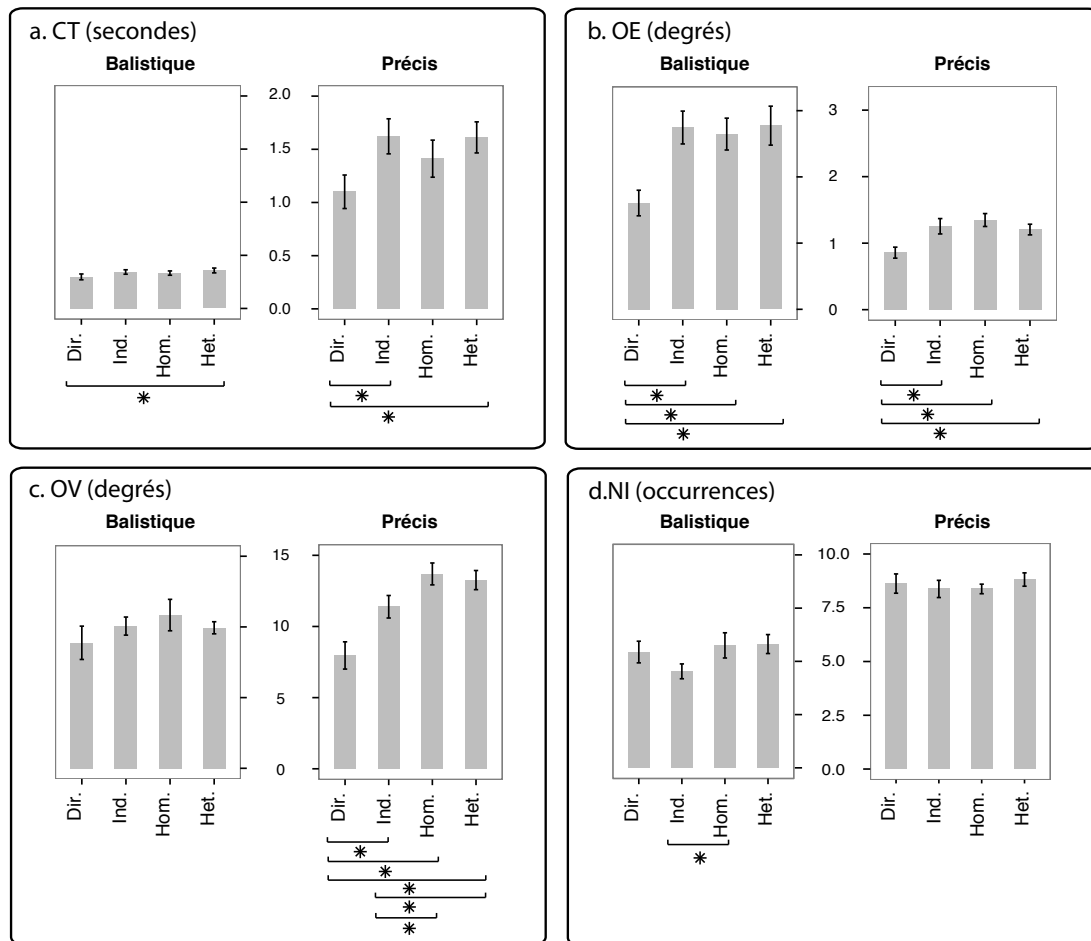 a. CT (secondes)
Balistique
Précis
2.0
1.5
1.0
0.5
0.0
Dir.
Ind.
Hom.
Het.
*
Dir.
Ind.
Hom.
Het.
*
*
b. OE (degrés)
Balistique
Précis
3
2
1
0
Dir.
Ind.
Hom.
Het.
*
*
*
Dir.
Ind.
Hom.
Het.
*
*
*
c. OV (degrés)
Balistique
Précis
15
10
5
0
Dir.
Ind.
Hom.
Het.
Dir.
Ind.
Hom.
Het.
*
*
*
*
*
d.NI (occurrences)
Balistique
Précis
10.0
7.5
5.0
2.5
0.0
Dir.
Ind.
Hom.
Het.
*
Dir.
Ind.
Hom.
Het.